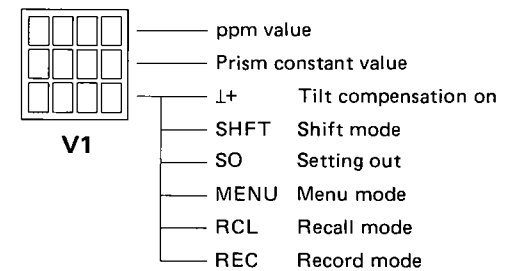 ppm value
Prism constant value
⊥+ Tilt compensation on
SHFT Shift mode
SO Setting out
MENU Menu mode
RCL Recall mode
REC Record mode
V1